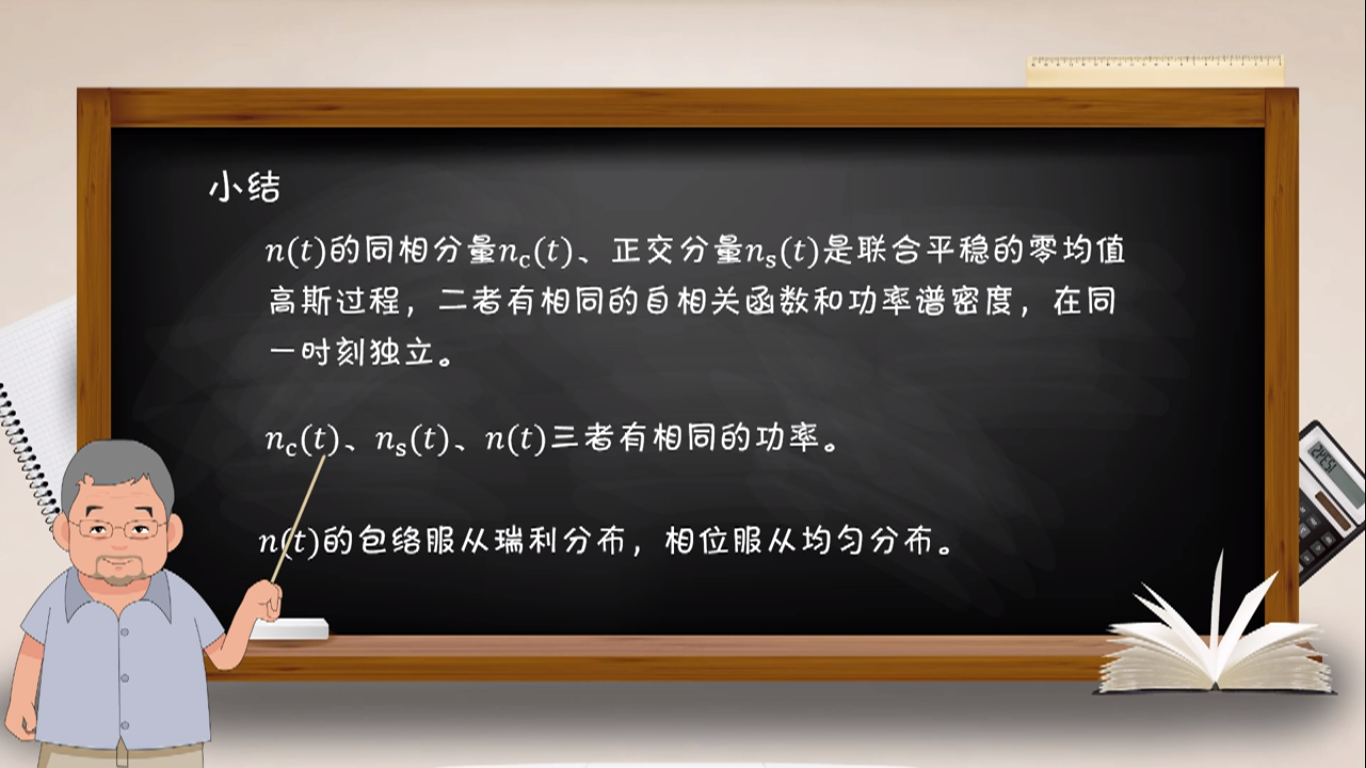 小结
n(t)的同相分量n_c(t)、正交分量n_s(t)是联合平稳的零均值
高斯过程，二者有相同的自相关函数和功率谱密度，在同
一时刻独立。
n_c(t)、n_s(t)、n(t)三者有相同的功率。
n(t)的包络服从瑞利分布，相位服从均匀分布。